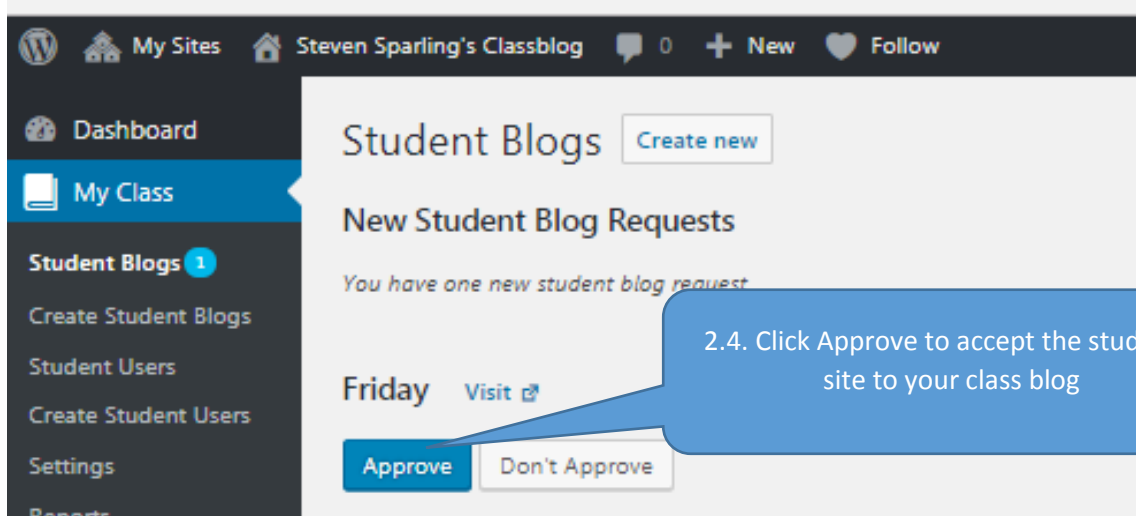 My Sites Steven Sparling's Classblog 0 + New Follow
Dashboard
My Class
Student Blogs 1
Create Student Blogs
Student Users
Create Student Users
Settings
Reports
Student Blogs Create new
New Student Blog Requests
You have one new student blog request
Friday Visit
Approve Don't Approve
2.4. Click Approve to accept the
site to your class blog